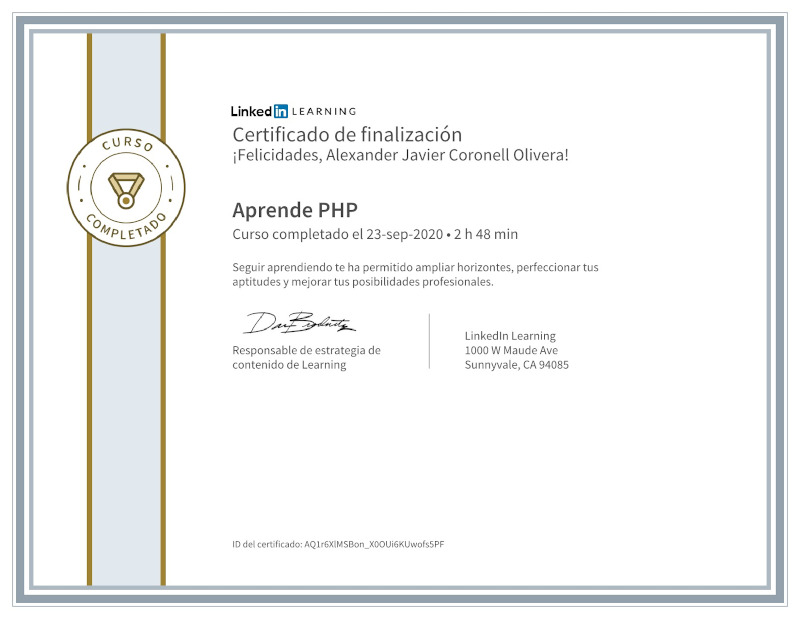 CURSO
COMPLETADO
Linked in LEARNING
Certificado de finalización
¡Felicidades, Alexander Javier Coronell Olivera!
Aprende PHP
Curso completado el 23-sep-2020 • 2 h 48 min
Seguir aprendiendo te ha permitido ampliar horizontes, perfeccionar tus
aptitudes y mejorar tus posibilidades profesionales.
Responsable de estrategia de
contenido de Learning
LinkedIn Learning
1000 W Maude Ave
Sunnyvale, CA 94085
ID del certificado: AQ1r6XlMSBon_X0OUi6KUwofs5PF